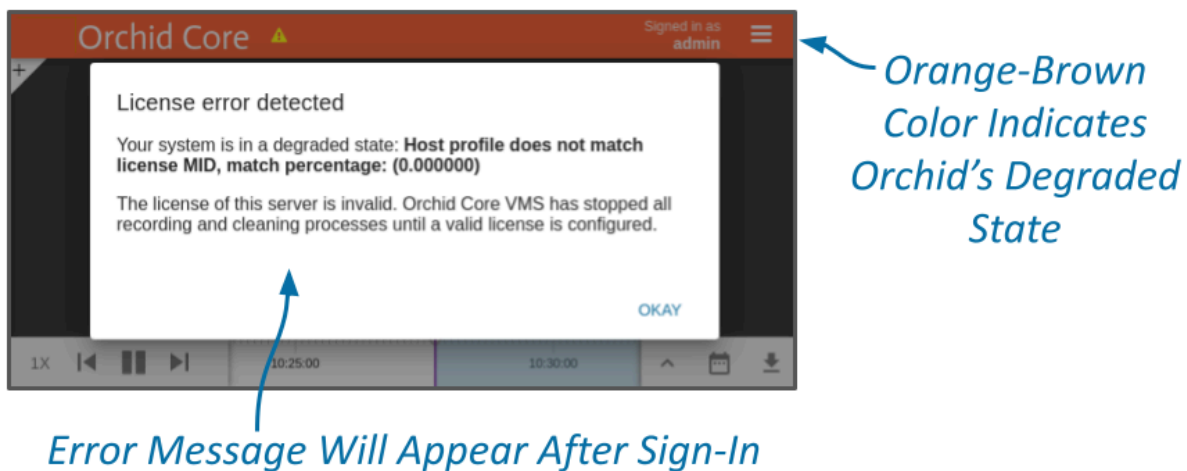 Orchid Core
Signed in as
admin
Orange-Brown
Color Indicates
Orchid's Degraded
State
+
License error detected
Your system is in a degraded state: Host profile does not match
license MID, match percentage: (0.000000)
The license of this server is invalid. Orchid Core VMS has stopped all
recording and cleaning processes until a valid license is configured.
OKAY
1X
10:25:00
10:30:00
Error Message Will Appear After Sign-In